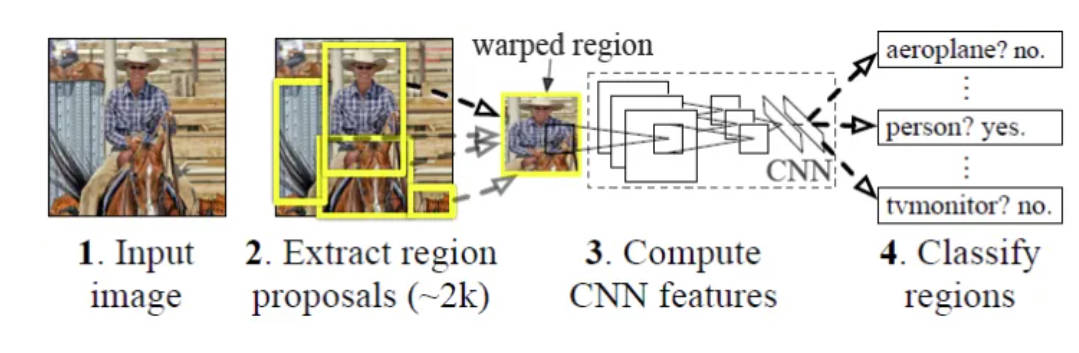 warped region
aeroplane? no.
person? yes.
CNN
tvmonitor? no.
1. Input
image
2. Extract region
proposals (~2k)
3. Compute
CNN features
4. Classify
regions